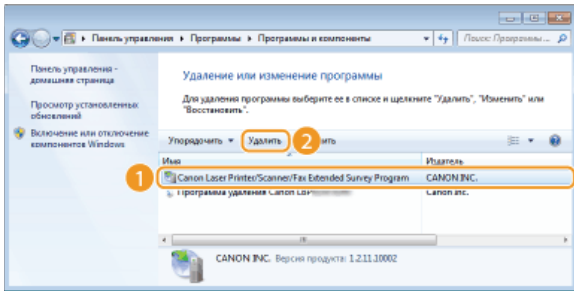 Панель управления ▸ Программы ▸ Программы и компоненты
Поиск: Программы...
Панель управления - домашняя страница
Просмотр установленных обновлений
Включение или отключение компонентов Windows
Удаление или изменение программы
Для удаления программы выберите ее в списке и щелкните "Удалить", "Изменить" или
"Восстановить".
Упорядочить Удалить 2 ить
Имя Издатель
1 Canon Laser Printer/Scanner/Fax Extended Survey Program CANON INC.
Программа удаления Canon Canon Inc.
CANON INC. Версия продукта: 1.2.11.10002